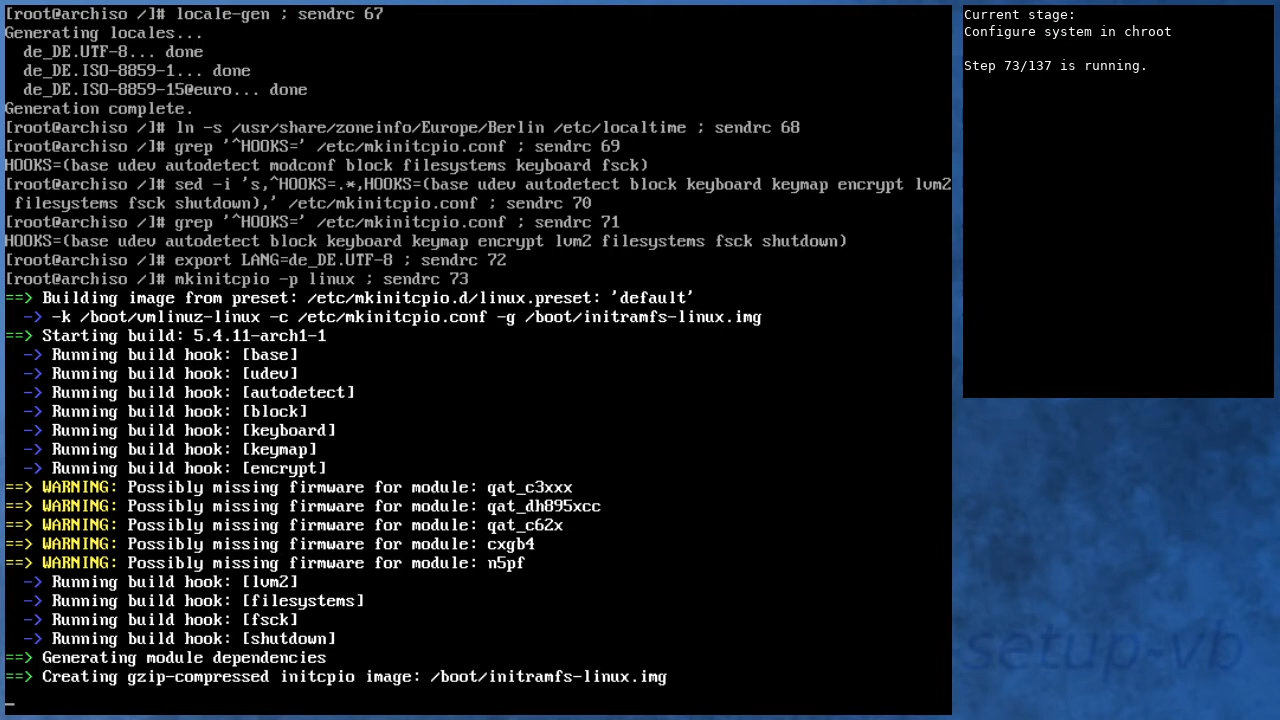 [root@archiso /]# locale-gen ; sendrc 67
Generating locales...
  de_DE.UTF-8... done
  de_DE.ISO-8859-1... done
  de_DE.ISO-8859-15@euro... done
Generation complete.
[root@archiso /]# ln -s /usr/share/zoneinfo/Europe/Berlin /etc/localtime ; sendrc 68
[root@archiso /]# grep '^HOOKS=' /etc/mkinitcpio.conf ; sendrc 69
HOOKS=(base udev autodetect modconf block filesystems keyboard fsck)
[root@archiso /]# sed -i 's,^HOOKS=.*,HOOKS=(base udev autodetect block keyboard keymap encrypt lvm2
 filesystems fsck shutdown),' /etc/mkinitcpio.conf ; sendrc 70
[root@archiso /]# grep '^HOOKS=' /etc/mkinitcpio.conf ; sendrc 71
HOOKS=(base udev autodetect block keyboard keymap encrypt lvm2 filesystems fsck shutdown)
[root@archiso /]# export LANG=de_DE.UTF-8 ; sendrc 72
[root@archiso /]# mkinitcpio -p linux ; sendrc 73
==> Building image from preset: /etc/mkinitcpio.d/linux.preset: 'default'
  -> -k /boot/vmlinuz-linux -c /etc/mkinitcpio.conf -g /boot/initramfs-linux.img
==> Starting build: 5.4.11-arch1-1
  -> Running build hook: [base]
  -> Running build hook: [udev]
  -> Running build hook: [autodetect]
  -> Running build hook: [block]
  -> Running build hook: [keyboard]
  -> Running build hook: [keymap]
  -> Running build hook: [encrypt]
==> WARNING: Possibly missing firmware for module: qat_c3xxx
==> WARNING: Possibly missing firmware for module: qat_dh895xcc
==> WARNING: Possibly missing firmware for module: qat_c62x
==> WARNING: Possibly missing firmware for module: cxgb4
==> WARNING: Possibly missing firmware for module: n5pf
  -> Running build hook: [lvm2]
  -> Running build hook: [filesystems]
  -> Running build hook: [fsck]
  -> Running build hook: [shutdown]
==> Generating module dependencies
==> Creating gzip-compressed initcpio image: /boot/initramfs-linux.img
_
Current stage:
Configure system in chroot
Step 73/137 is running.
setup-vb